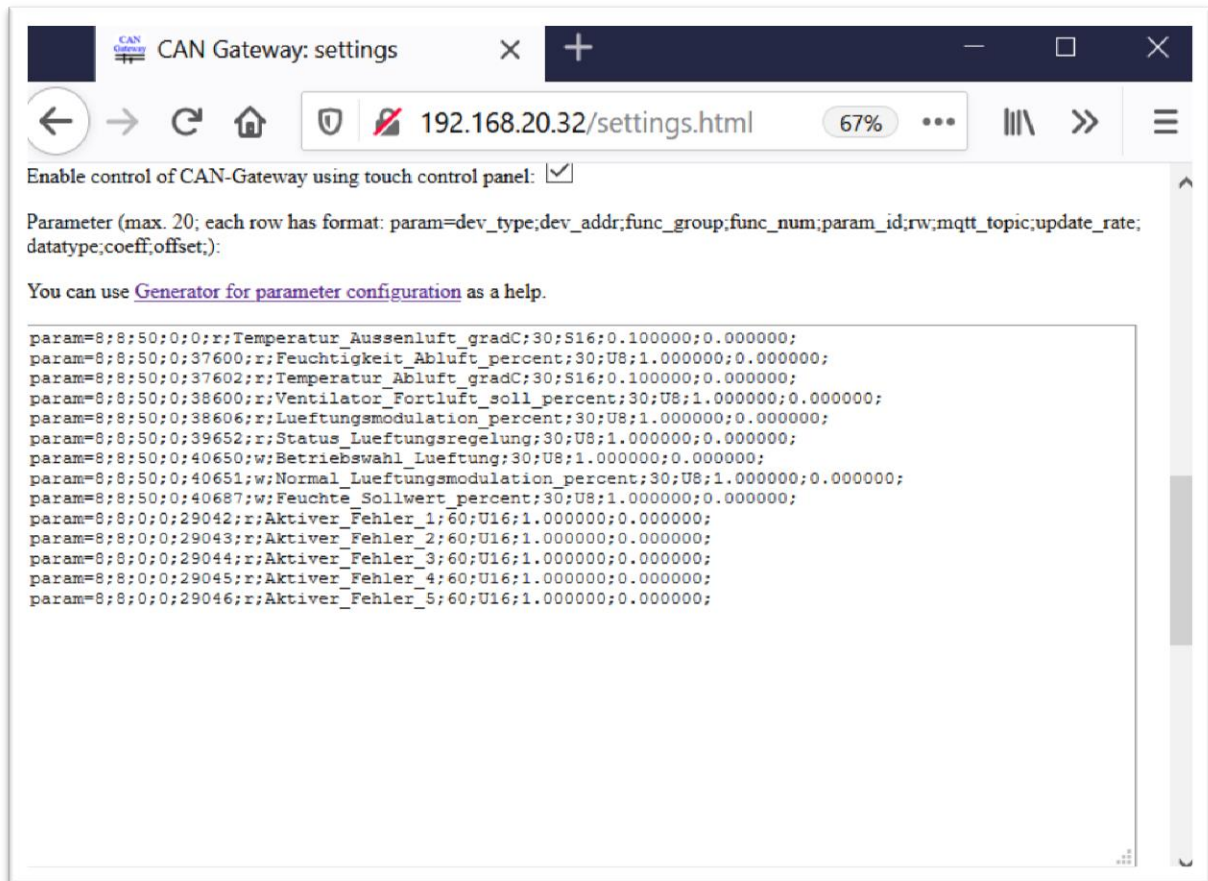 CAN Gateway
CAN Gateway: settings
192.168.20.32/settings.html 67%
Enable control of CAN-Gateway using touch control panel:
Parameter (max. 20; each row has format: param=dev_type;dev_addr;func_group;func_num;param_id;rw;mqtt_topic;update_rate;
datatype;coeff;offset;):
You can use Generator for parameter configuration as a help.
param=8;8;50;0;0;r;Temperatur_Aussenluft_gradC;30;S16;0.100000;0.000000;
param=8;8;50;0;37600;r;Feuchtigkeit_Abluft_percent;30;U8;1.000000;0.000000;
param=8;8;50;0;37602;r;Temperatur_Abluft_gradC;30;S16;0.100000;0.000000;
param=8;8;50;0;38600;r;Ventilator_Fortluft_soll_percent;30;U8;1.000000;0.000000;
param=8;8;50;0;38606;r;Lueftungsmodulation_percent;30;U8;1.000000;0.000000;
param=8;8;50;0;39652;r;Status_Lueftungsregelung;30;U8;1.000000;0.000000;
param=8;8;50;0;40650;w;Betriebswahl_Lueftung;30;U8;1.000000;0.000000;
param=8;8;50;0;40651;w;Normal_Lueftungsmodulation_percent;30;U8;1.000000;0.000000;
param=8;8;50;0;40687;w;Feuchte_Sollwert_percent;30;U8;1.000000;0.000000;
param=8;8;0;0;29042;r;Aktiver_Fehler_1;60;U16;1.000000;0.000000;
param=8;8;0;0;29043;r;Aktiver_Fehler_2;60;U16;1.000000;0.000000;
param=8;8;0;0;29044;r;Aktiver_Fehler_3;60;U16;1.000000;0.000000;
param=8;8;0;0;29045;r;Aktiver_Fehler_4;60;U16;1.000000;0.000000;
param=8;8;0;0;29046;r;Aktiver_Fehler_5;60;U16;1.000000;0.000000;